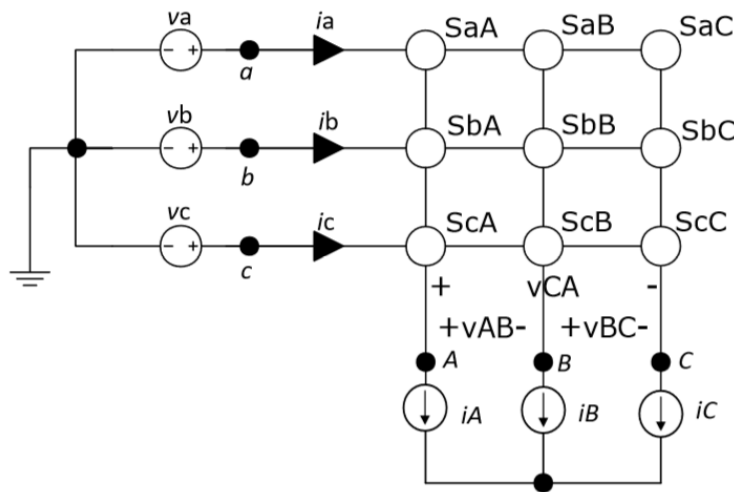 va ia SaA SaB SaC
- +
a
vb ib SbA SbB SbC
- +
b
vc ic ScA ScB ScC
- +
c
+ vCA -
+vAB- +vBC-
A B C
iA iB iC